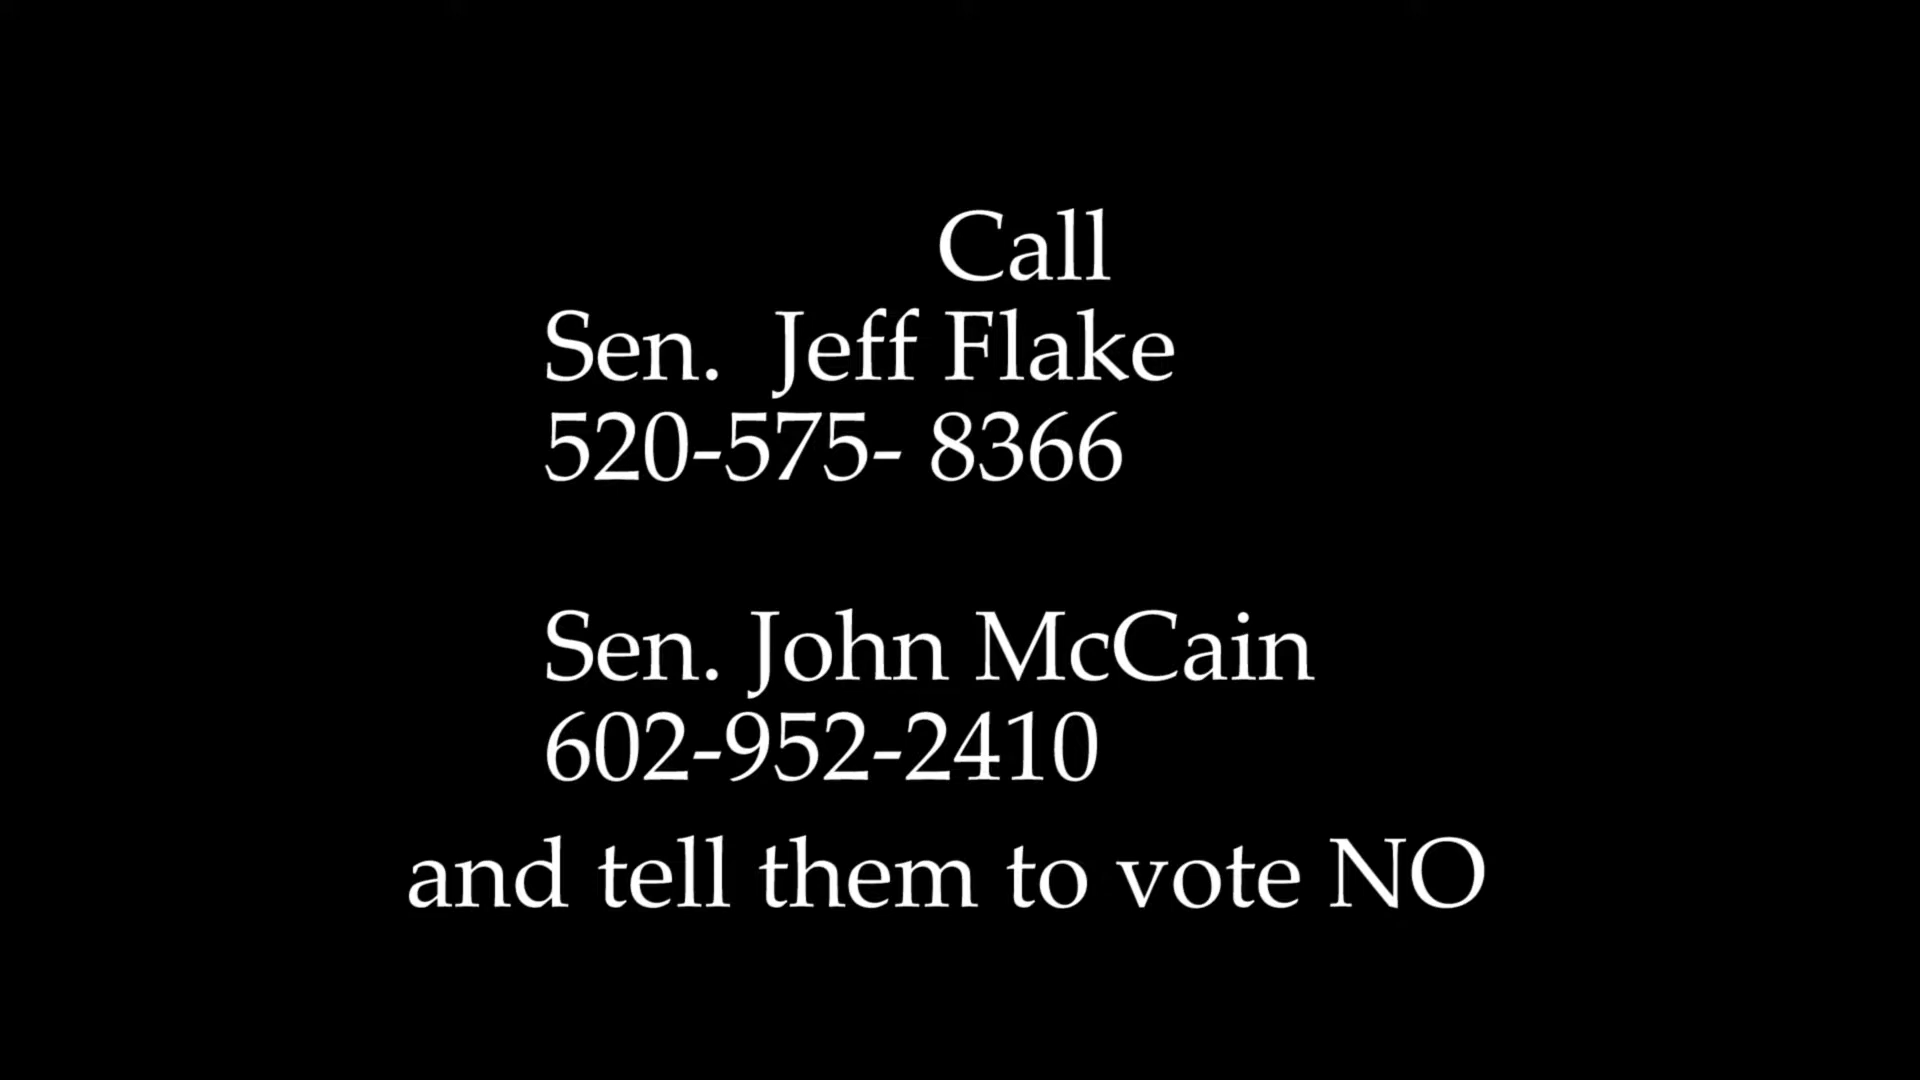 Call
Sen. Jeff Flake
520-575- 8366
Sen. John McCain
602-952-2410
and tell them to vote NO